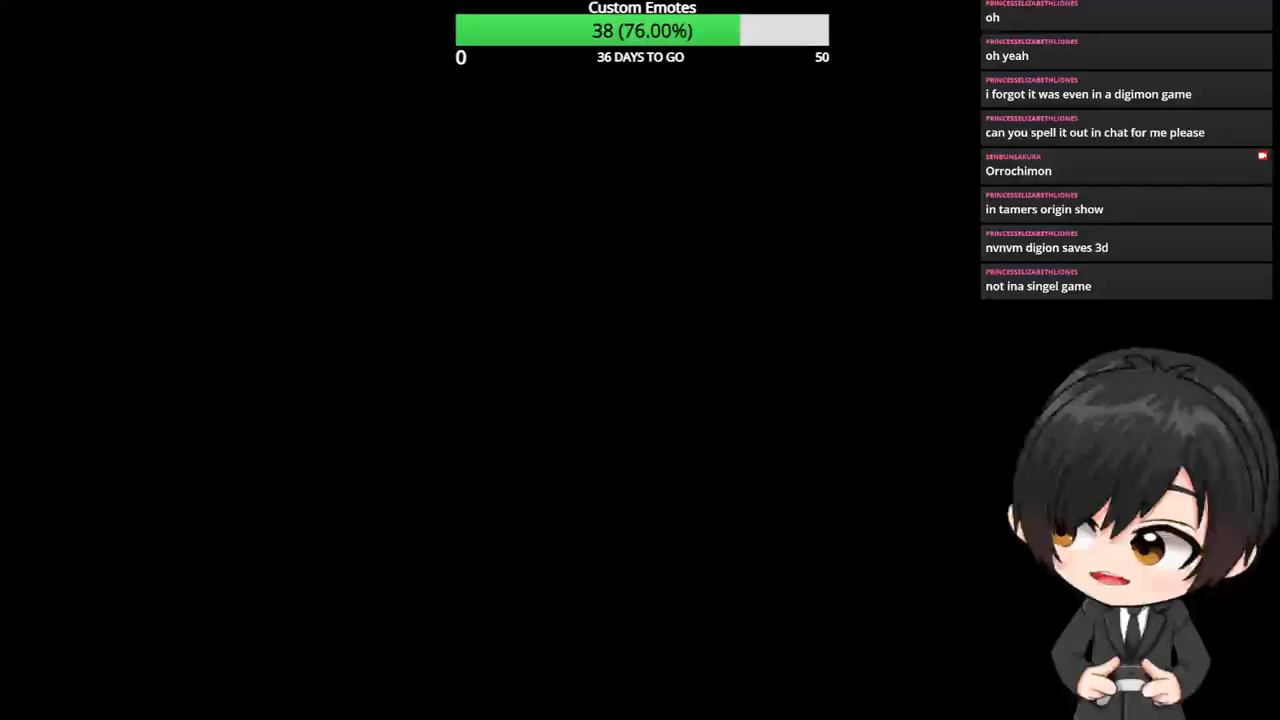 Custom Emotes
38 (76.00%)
0
36 DAYS TO GO
50
PRINCESSELIZABETHLIONES
oh
PRINCESSELIZABETHLIONES
oh yeah
PRINCESSELIZABETHLIONES
i forgot it was even in a digimon game
PRINCESSELIZABETHLIONES
can you spell it out in chat for me please
SENBUNSAKURA
Orrochimon
PRINCESSELIZABETHLIONES
in tamers origin show
PRINCESSELIZABETHLIONES
nvnvm digion saves 3d
PRINCESSELIZABETHLIONES
not ina singel game